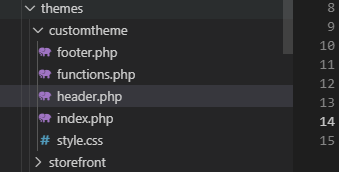 themes
customtheme
footer.php
functions.php
header.php
index.php
# style.css
storefront
8
9
10
11
12
13
14
15